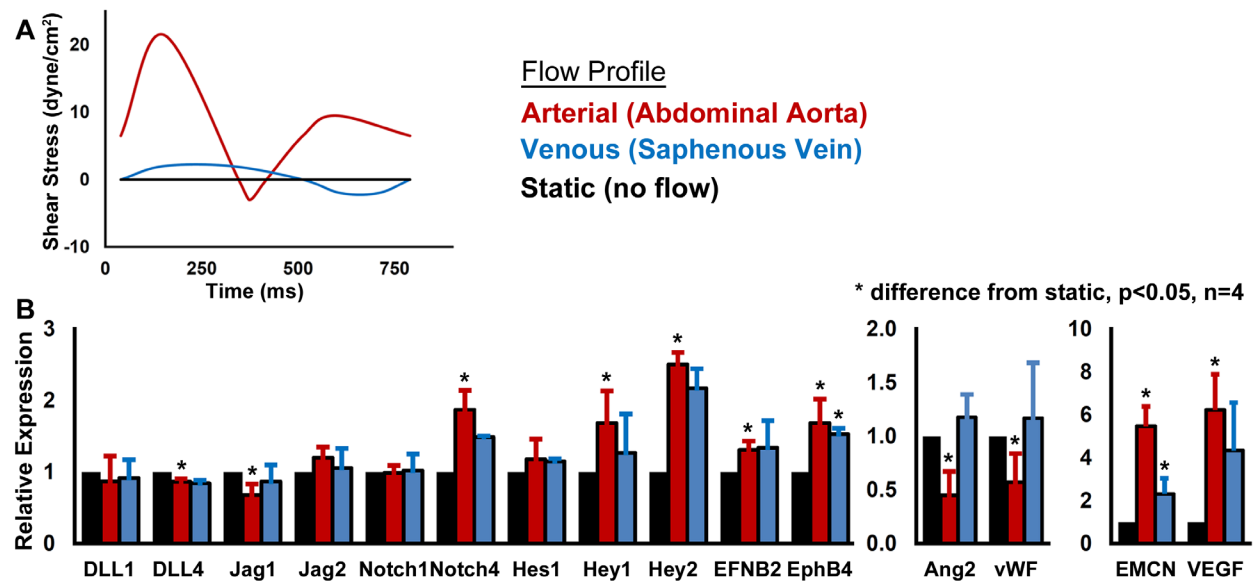 A
Shear Stress (dyne/cm²)
20
10
0
-10
0 250 500 750
Time (ms)
Flow Profile
Arterial (Abdominal Aorta)
Venous (Saphenous Vein)
Static (no flow)
* difference from static, p<0.05, n=4
B
Relative Expression
3
2
1
0
* * * * * * *
*
DLL1 DLL4 Jag1 Jag2 Notch1 Notch4 Hes1 Hey1 Hey2 EFNB2 EphB4
2.0
1.5
1.0
0.5
0.0
* *
Ang2 vWF
10
8
6
4
2
0
* *
*
EMCN VEGF